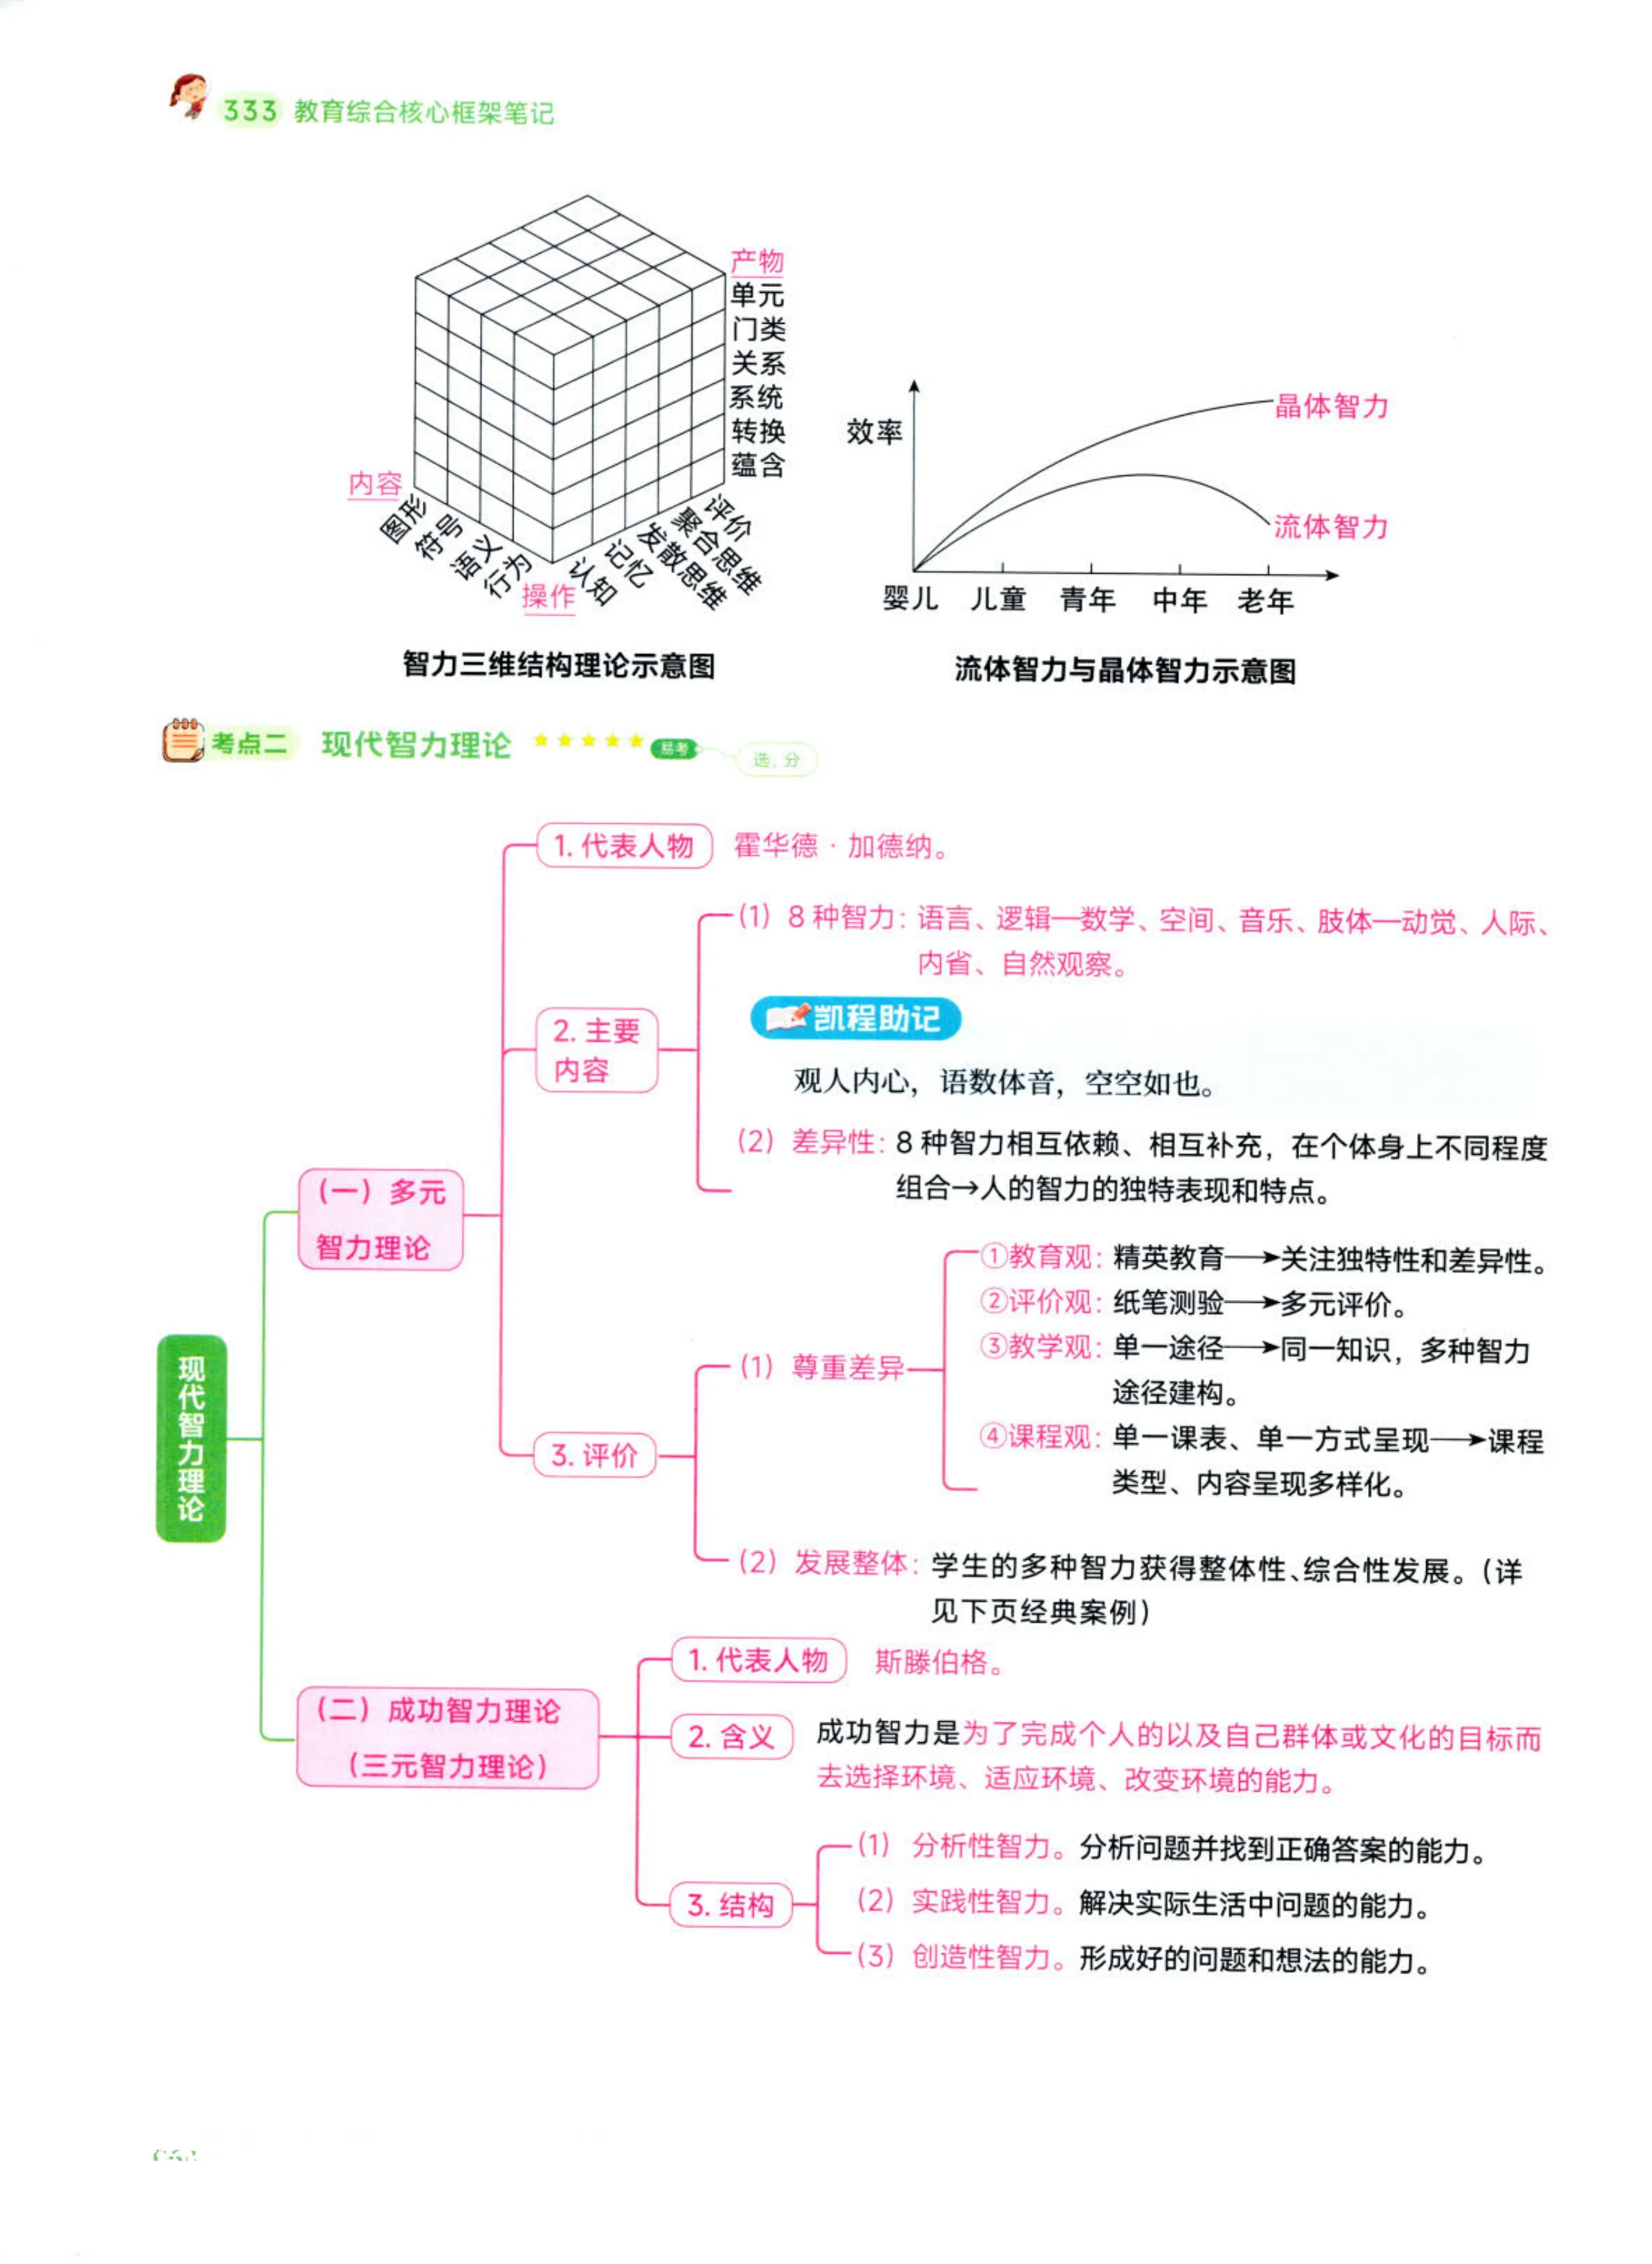 333 教育综合核心框架笔记
产物
单元
门类
关系
系统
转换
蕴含
内容
图形
符号
语义
行为
操作
认知
记忆
发散思维
聚合思维
评价
智力三维结构理论示意图
效率
晶体智力
流体智力
婴儿 儿童 青年 中年 老年
流体智力与晶体智力示意图
考点二 现代智力理论 易考 选、分
现代智力理论
(一)多元
智力理论
1. 代表人物 霍华德·加德纳。
2. 主要
内容
(1)8 种智力：语言、逻辑—数学、空间、音乐、肢体—动觉、人际、
内省、自然观察。
凯程助记
观人内心，语数体音，空空如也。
(2)差异性：8 种智力相互依赖、相互补充，在个体身上不同程度
组合→人的智力的独特表现和特点。
3. 评价
(1)尊重差异
①教育观：精英教育→关注独特性和差异性。
②评价观：纸笔测验→多元评价。
③教学观：单一途径→同一知识，多种智力
途径建构。
④课程观：单一课表、单一方式呈现→课程
类型、内容呈现多样化。
(2)发展整体：学生的多种智力获得整体性、综合性发展。(详
见下页经典案例)
(二)成功智力理论
(三元智力理论)
1. 代表人物 斯滕伯格。
2. 含义 成功智力是为了完成个人的以及自己群体或文化的目标而
去选择环境、适应环境、改变环境的能力。
3. 结构
(1)分析性智力。分析问题并找到正确答案的能力。
(2)实践性智力。解决实际生活中问题的能力。
(3)创造性智力。形成好的问题和想法的能力。